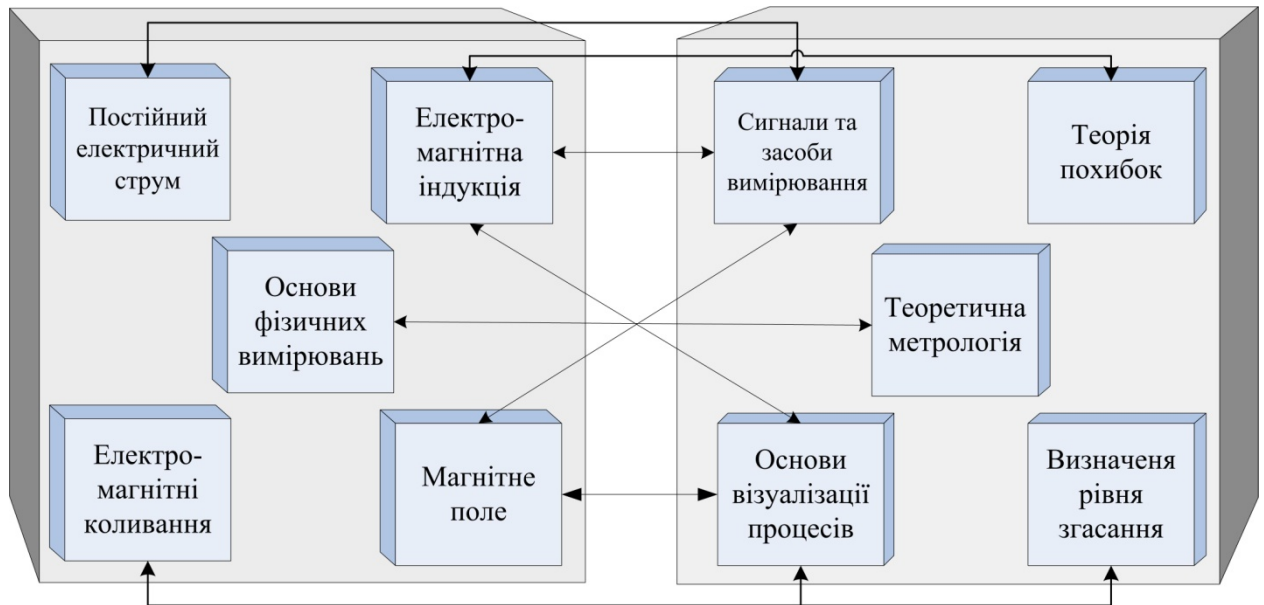 Постійний
електричний
струм
Електро-
магнітна
індукція
Сигнали та
засоби
вимірювання
Теорія
похибок
Основи
фізичних
вимірювань
Теоретична
метрологія
Електро-
магнітні
коливання
Магнітне
поле
Основи
візуалізації
процесів
Визначеня
рівня
згасання